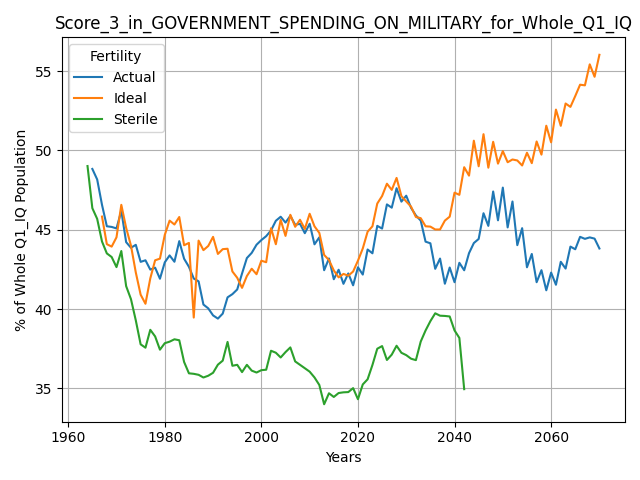 Score_3_in_GOVERNMENT_SPENDING_ON_MILITARY_for_Whole_Q1_IQ
Fertility
Actual
Ideal
Sterile
% of Whole Q1_IQ Population
55
50
45
40
35
1960
1980
2000
2020
2040
2060
Years